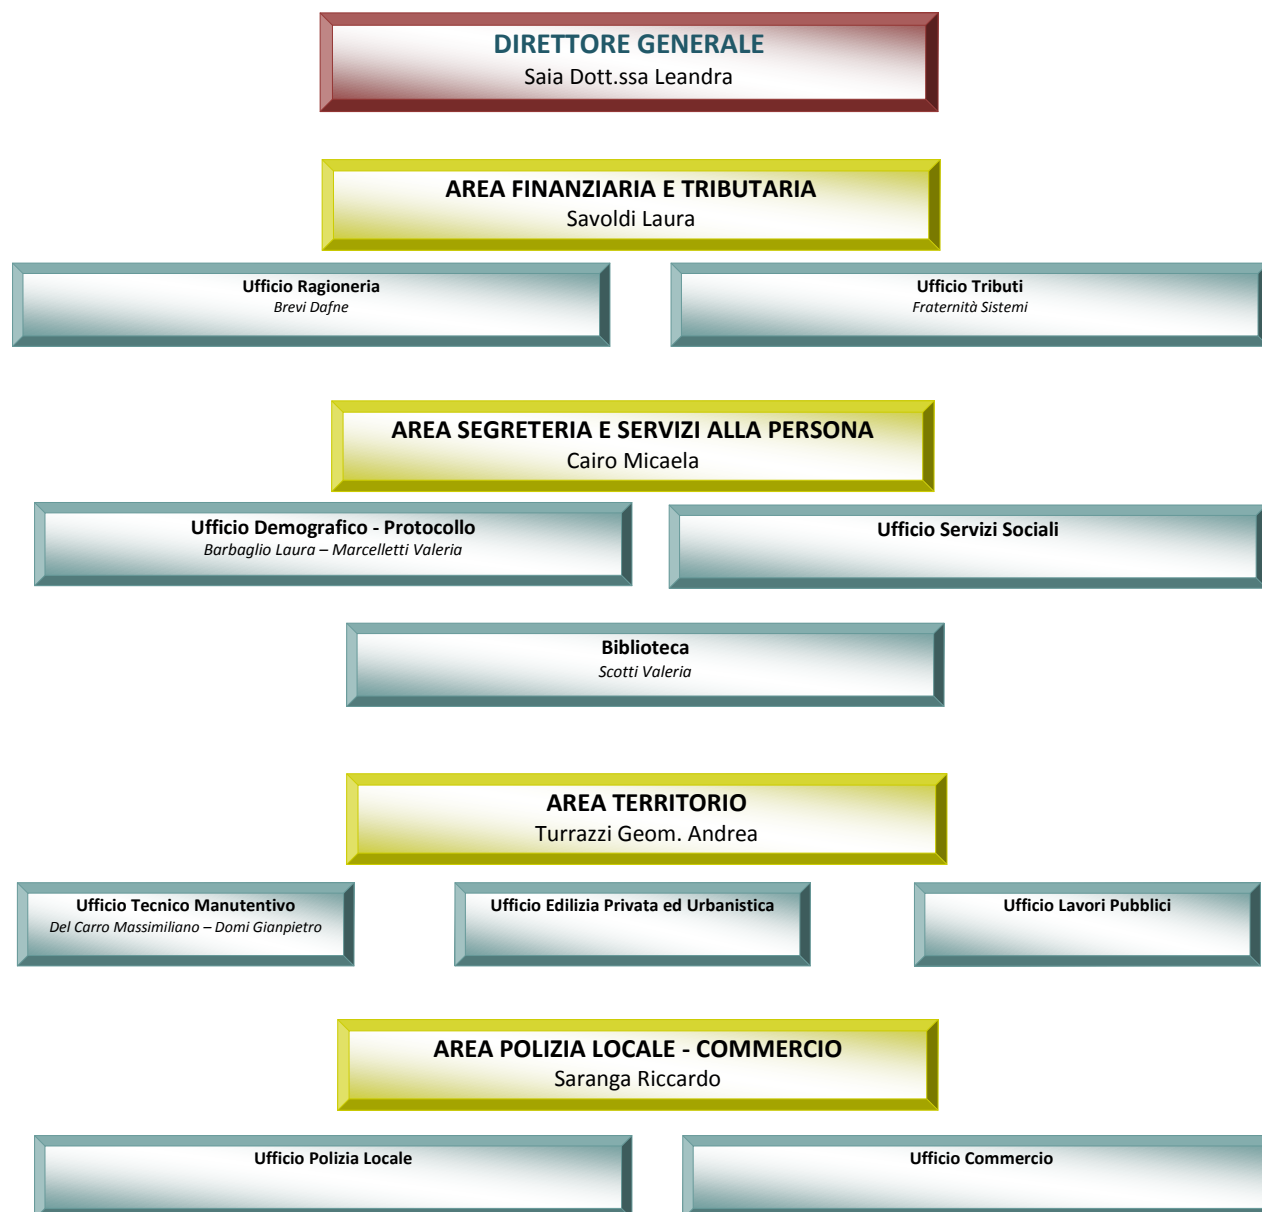 DIRETTORE GENERALE
Saia Dott.ssa Leandra
AREA FINANZIARIA E TRIBUTARIA
Savoldi Laura
Ufficio Ragioneria
Brevi Dafne
Ufficio Tributi
Fraternità Sistemi
AREA SEGRETERIA E SERVIZI ALLA PERSONA
Cairo Micaela
Ufficio Demografico - Protocollo
Barbaglio Laura – Marcelletti Valeria
Ufficio Servizi Sociali
Biblioteca
Scotti Valeria
AREA TERRITORIO
Turrazzi Geom. Andrea
Ufficio Tecnico Manutentivo
Del Carro Massimiliano – Domi Gianpietro
Ufficio Edilizia Privata ed Urbanistica
Ufficio Lavori Pubblici
AREA POLIZIA LOCALE - COMMERCIO
Saranga Riccardo
Ufficio Polizia Locale
Ufficio Commercio